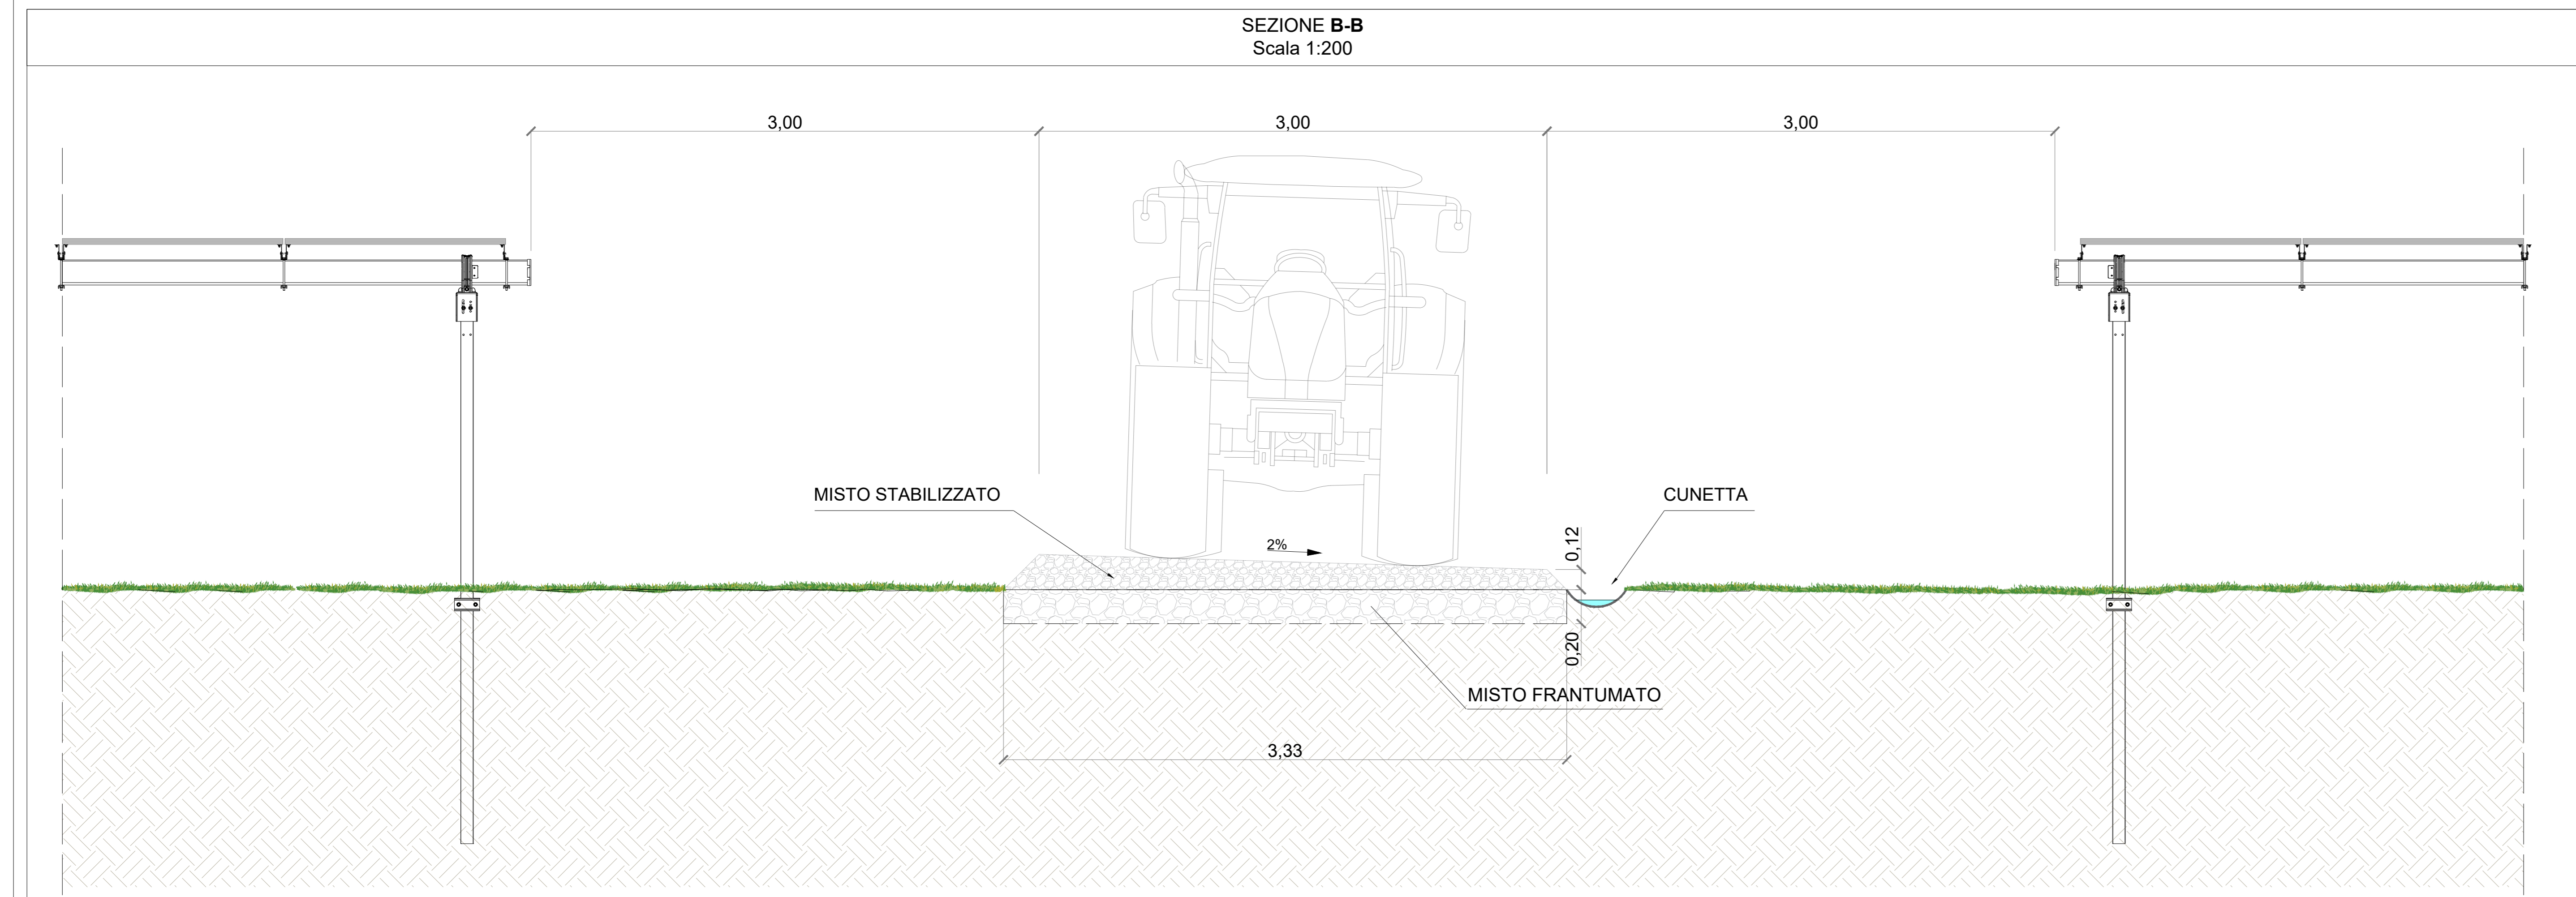 SEZIONE B-B
Scala 1:200
3,00
3,00
3,00
MISTO STABILIZZATO
CUNETTA
2%
0,12
0,20
MISTO FRANTUMATO
3,33